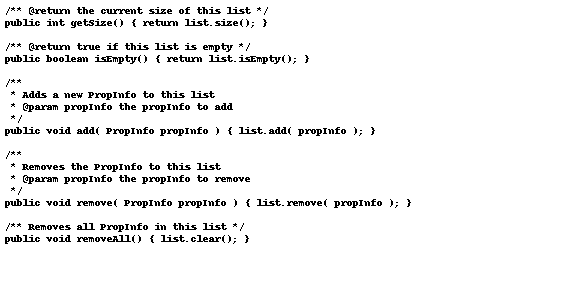 /** @return the current size of this list */
public int getSize() { return list.size(); }
/** @return true if this list is empty */
public boolean isEmpty() { return list.isEmpty(); }
/**
* Adds a new PropInfo to this list
* @param propInfo the propInfo to add
*/
public void add( PropInfo propInfo ) { list.add( propInfo ); }
/**
* Removes the PropInfo to this list
* @param propInfo the propInfo to remove
*/
public void remove( PropInfo propInfo ) { list.remove( propInfo ); }
/** Removes all PropInfo in this list */
public void removeAll() { list.clear(); }